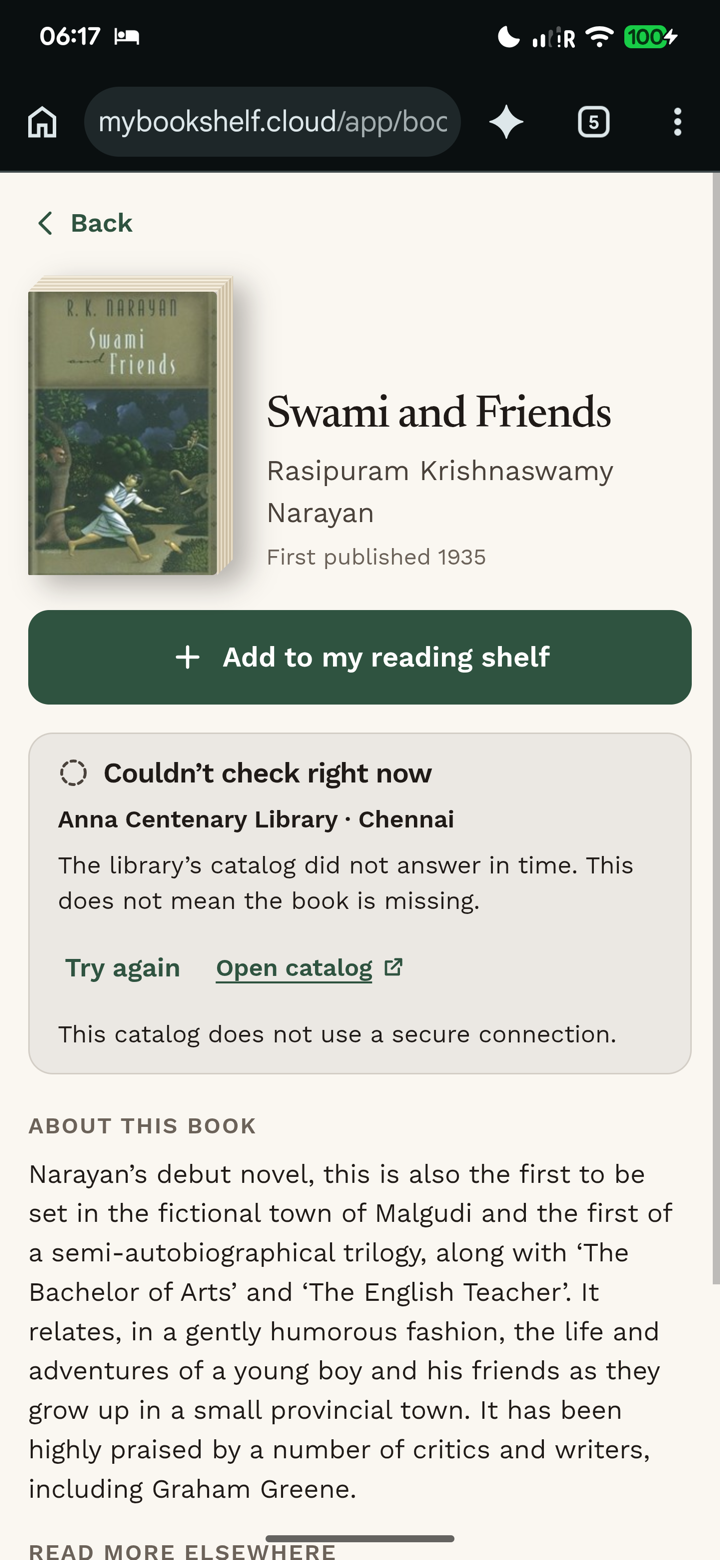 06:17
R
100
mybookshelf.cloud/app/boo
5
Back
R. K. NARAYAN
Swami
and Friends
Swami and Friends
Rasipuram Krishnaswamy
Narayan
First published 1935
+ Add to my reading shelf
Couldn’t check right now
Anna Centenary Library · Chennai
The library’s catalog did not answer in time. This
does not mean the book is missing.
Try again
Open catalog
This catalog does not use a secure connection.
ABOUT THIS BOOK
Narayan’s debut novel, this is also the first to be
set in the fictional town of Malgudi and the first of
a semi-autobiographical trilogy, along with ‘The
Bachelor of Arts’ and ‘The English Teacher’. It
relates, in a gently humorous fashion, the life and
adventures of a young boy and his friends as they
grow up in a small provincial town. It has been
highly praised by a number of critics and writers,
including Graham Greene.
READ MORE ELSEWHERE